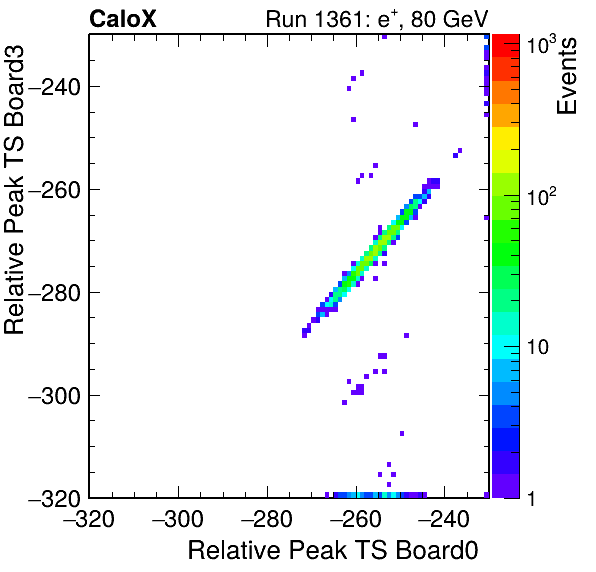 CaloX Run 1361: e⁺, 80 GeV
Relative Peak TS Board3
−240
−260
−280
−300
−320
−320 −300 −280 −260 −240
Relative Peak TS Board0
Events
10³
10²
10
1